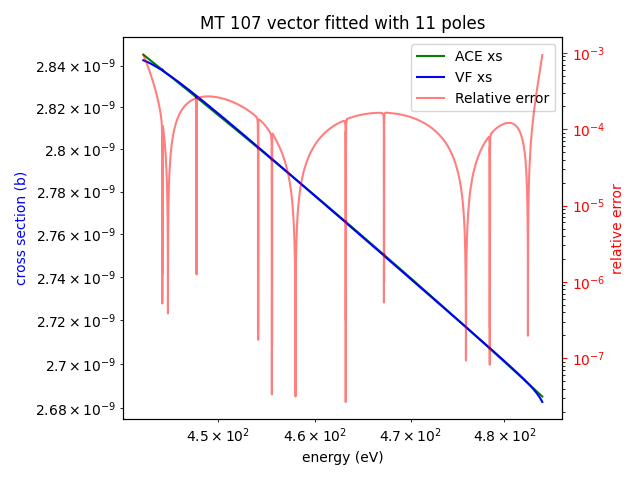 MT 107 vector fitted with 11 poles
ACE xs
VF xs
Relative error
2.84 × 10⁻⁹
2.82 × 10⁻⁹
2.8 × 10⁻⁹
2.78 × 10⁻⁹
2.76 × 10⁻⁹
2.74 × 10⁻⁹
2.72 × 10⁻⁹
2.7 × 10⁻⁹
2.68 × 10⁻⁹
cross section (b)
10⁻³
10⁻⁴
10⁻⁵
10⁻⁶
10⁻⁷
relative error
4.5 × 10² 4.6 × 10² 4.7 × 10² 4.8 × 10²
energy (eV)